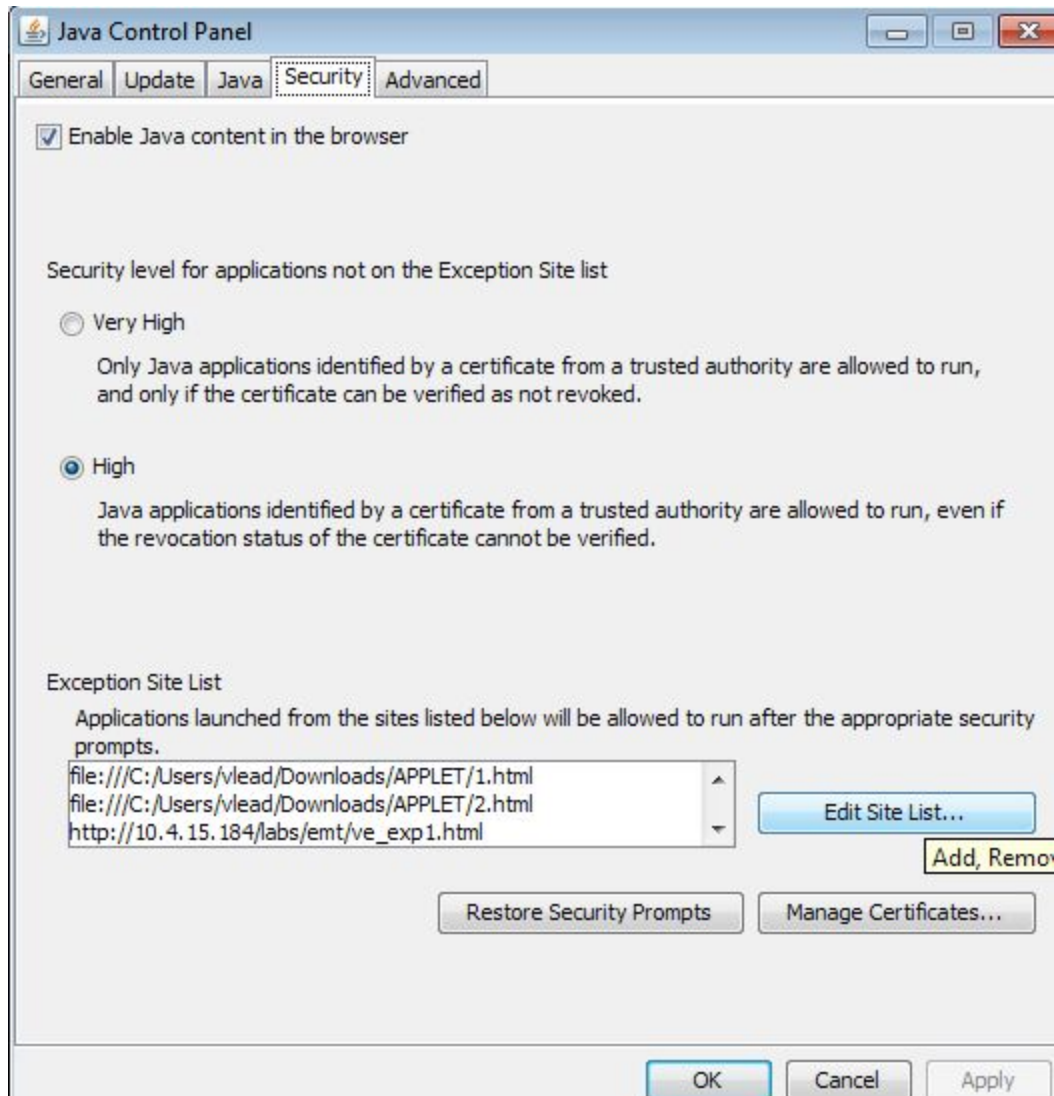 Java Control Panel
General Update Java Security Advanced
Enable Java content in the browser
Security level for applications not on the Exception Site list
Very High
Only Java applications identified by a certificate from a trusted authority are allowed to run,
and only if the certificate can be verified as not revoked.
High
Java applications identified by a certificate from a trusted authority are allowed to run, even if
the revocation status of the certificate cannot be verified.
Exception Site List
Applications launched from the sites listed below will be allowed to run after the appropriate security
prompts.
file:///C:/Users/vlead/Downloads/APPLET/1.html
file:///C:/Users/vlead/Downloads/APPLET/2.html
http://10.4.15.184/labs/emt/ve_exp1.html
Edit Site List...
Add, Remov
Restore Security Prompts Manage Certificates...
OK Cancel Apply